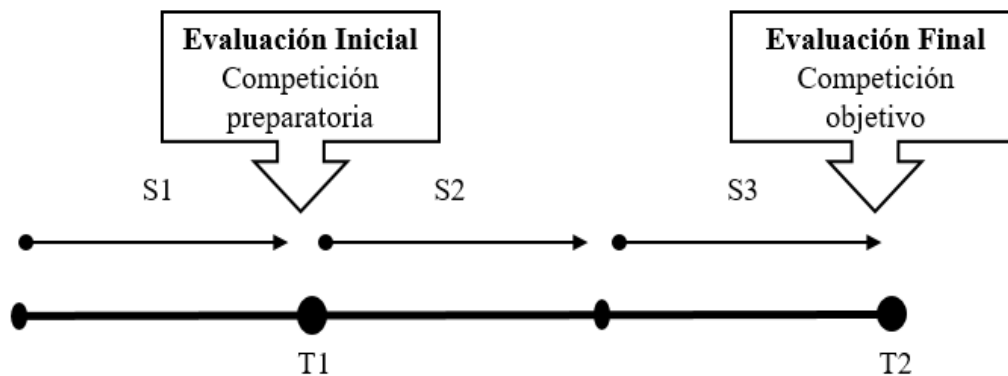 Evaluación Inicial
Competición
preparatoria
Evaluación Final
Competición
objetivo
S1
S2
S3
T1
T2